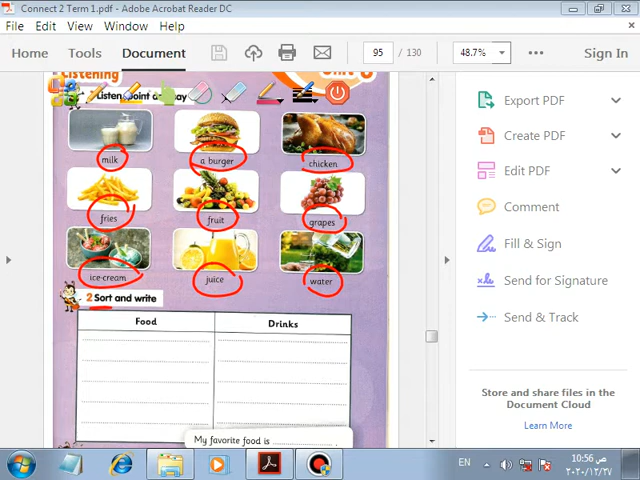 Connect 2 Term 1.pdf - Adobe Acrobat Reader DC
File Edit View Window Help
Home Tools Document 95 / 130 48.7% Sign In
Listening
Listen, point and say
milk a burger chicken
fries fruit grapes
ice-cream juice water
2 Sort and write
Food Drinks
My favorite food is
Export PDF
Create PDF
Edit PDF
Comment
Fill & Sign
Send for Signature
Send & Track
Store and share files in the
Document Cloud
Learn More
EN 10:56 ص
٢٠٢٠/١٢/٢٧